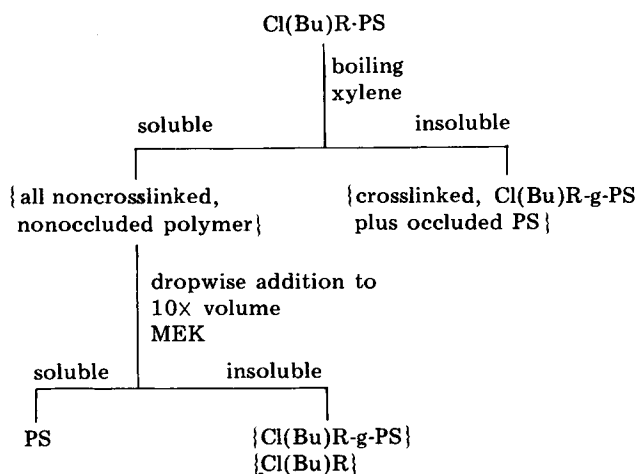 Cl(Bu)R·PS
boiling
xylene
soluble
insoluble
{all noncrosslinked,
nonoccluded polymer}
{crosslinked, Cl(Bu)R-g-PS
plus occluded PS}
dropwise addition to
10× volume
MEK
soluble
insoluble
PS
{Cl(Bu)R-g-PS}
{Cl(Bu)R}